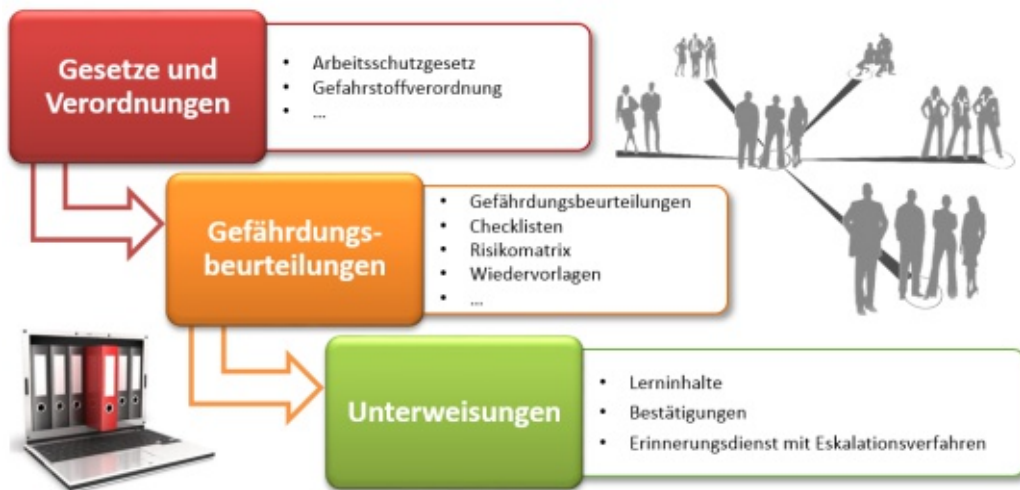 Gesetze und
Verordnungen
• Arbeitsschutzgesetz
• Gefahrstoffverordnung
• ...
Gefährdungs-
beurteilungen
• Gefährdungsbeurteilungen
• Checklisten
• Risikomatrix
• Wiedervorlagen
• ...
Unterweisungen
• Lerninhalte
• Bestätigungen
• Erinnerungsdienst mit Eskalationsverfahren